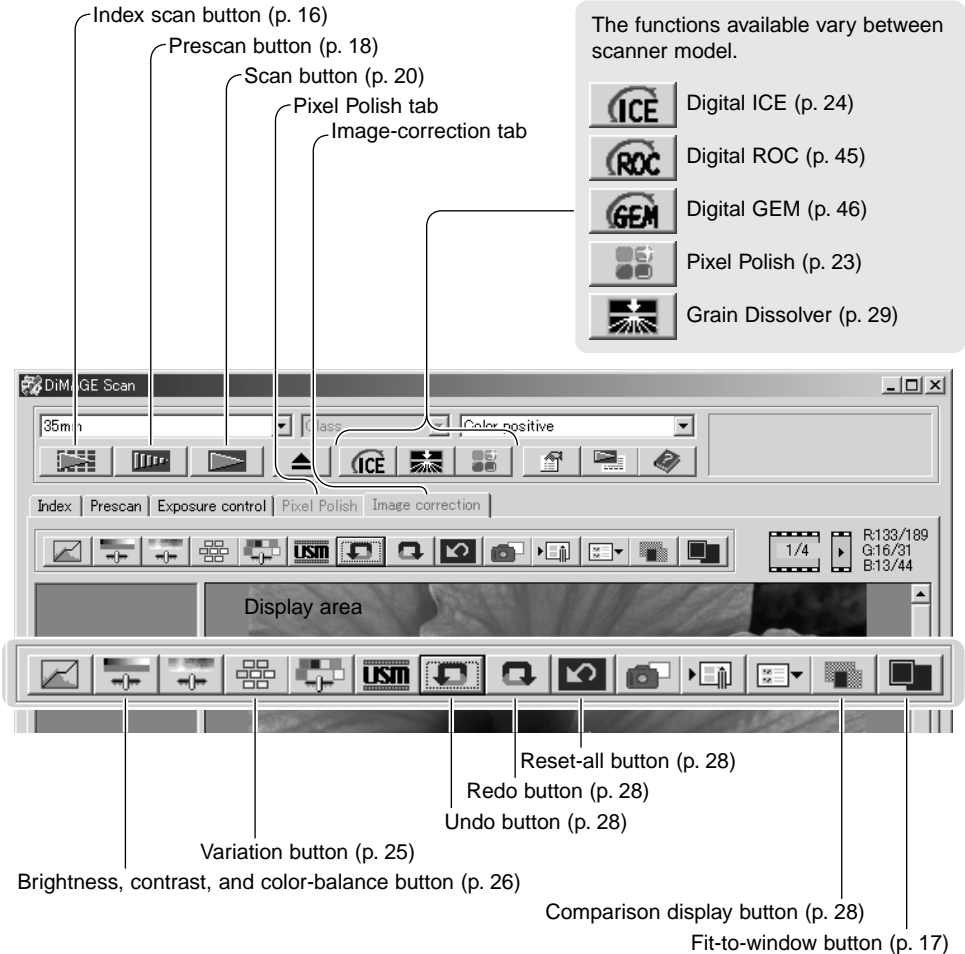 Index scan button (p. 16)
Prescan button (p. 18)
Scan button (p. 20)
Pixel Polish tab
Image-correction tab
The functions available vary between
scanner model.
ICE Digital ICE (p. 24)
ROC Digital ROC (p. 45)
GEM Digital GEM (p. 46)
Pixel Polish (p. 23)
Grain Dissolver (p. 29)
DiMAGE Scan
35mm Glass Color positive
ICE
Index Prescan Exposure control Pixel Polish Image correction
USM 1/4 R:133/189
G:16/31
B:13/44
Display area
USM
Reset-all button (p. 28)
Redo button (p. 28)
Undo button (p. 28)
Variation button (p. 25)
Brightness, contrast, and color-balance button (p. 26)
Comparison display button (p. 28)
Fit-to-window button (p. 17)